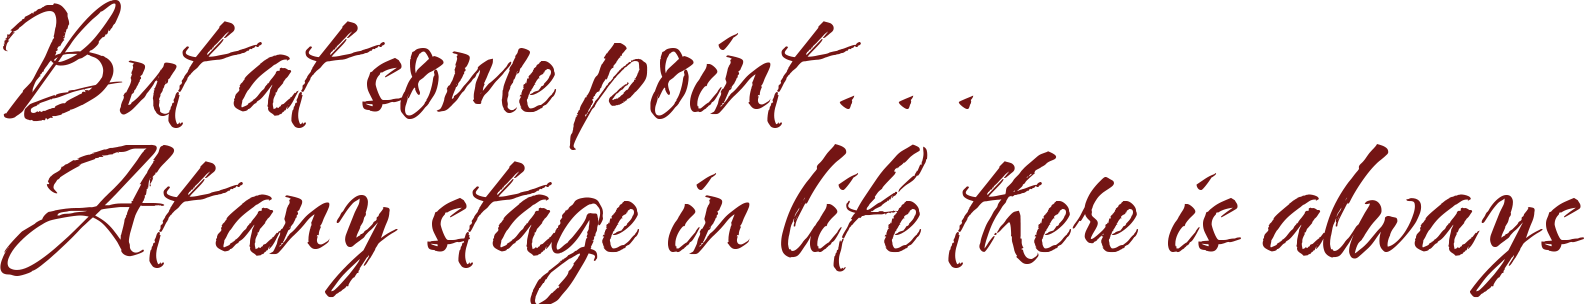 But at some point . . .
At any stage in life there is always